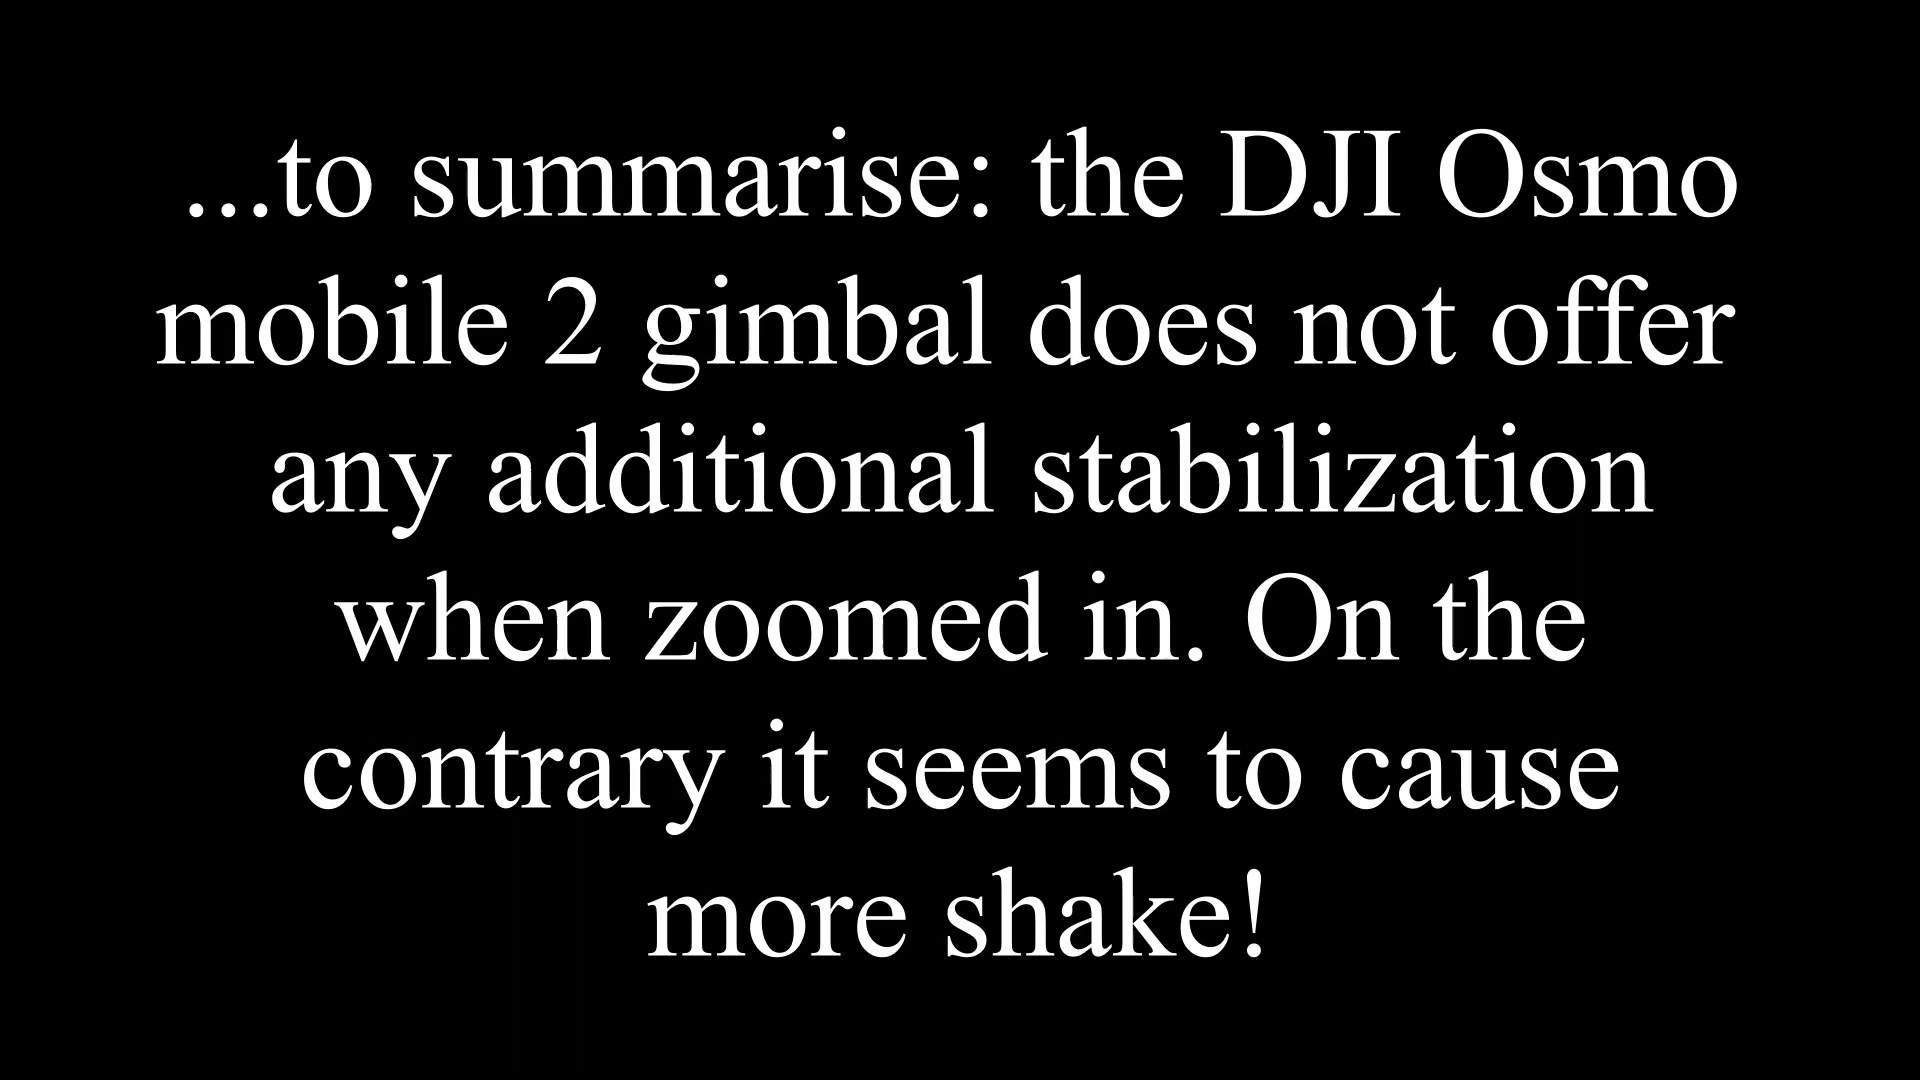 ...to summarise: the DJI Osmo
mobile 2 gimbal does not offer
any additional stabilization
when zoomed in. On the
contrary it seems to cause
more shake!